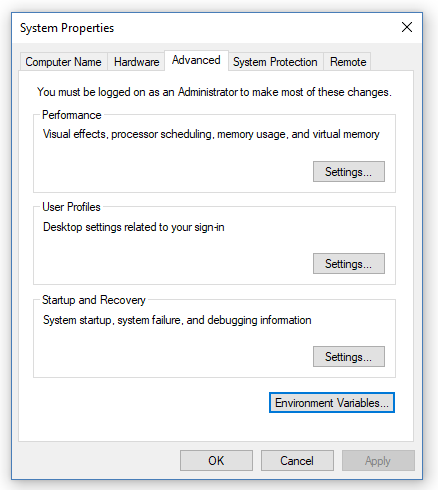 System Properties
Computer Name
Hardware
Advanced
System Protection
Remote
You must be logged on as an Administrator to make most of these changes.
Performance
Visual effects, processor scheduling, memory usage, and virtual memory
Settings...
User Profiles
Desktop settings related to your sign-in
Settings...
Startup and Recovery
System startup, system failure, and debugging information
Settings...
Environment Variables...
OK
Cancel
Apply